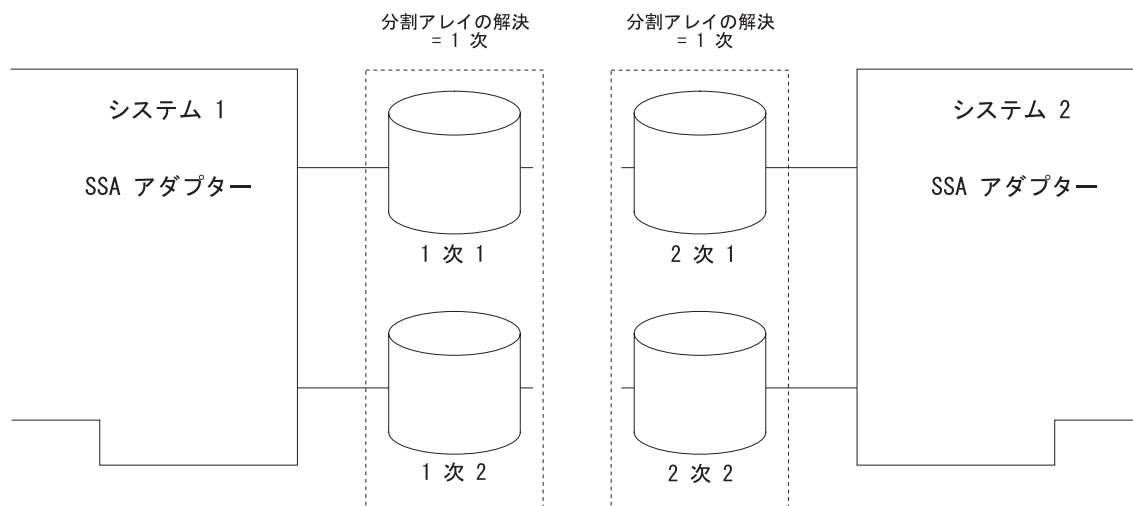 分割アレイの解決
= 1 次
分割アレイの解決
= 1 次
システム 1
システム 2
SSA アダプター
SSA アダプター
1 次 1
2 次 1
1 次 2
2 次 2